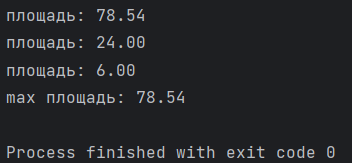 площадь: 78.54
площадь: 24.00
площадь: 6.00
max площадь: 78.54
Process finished with exit code 0